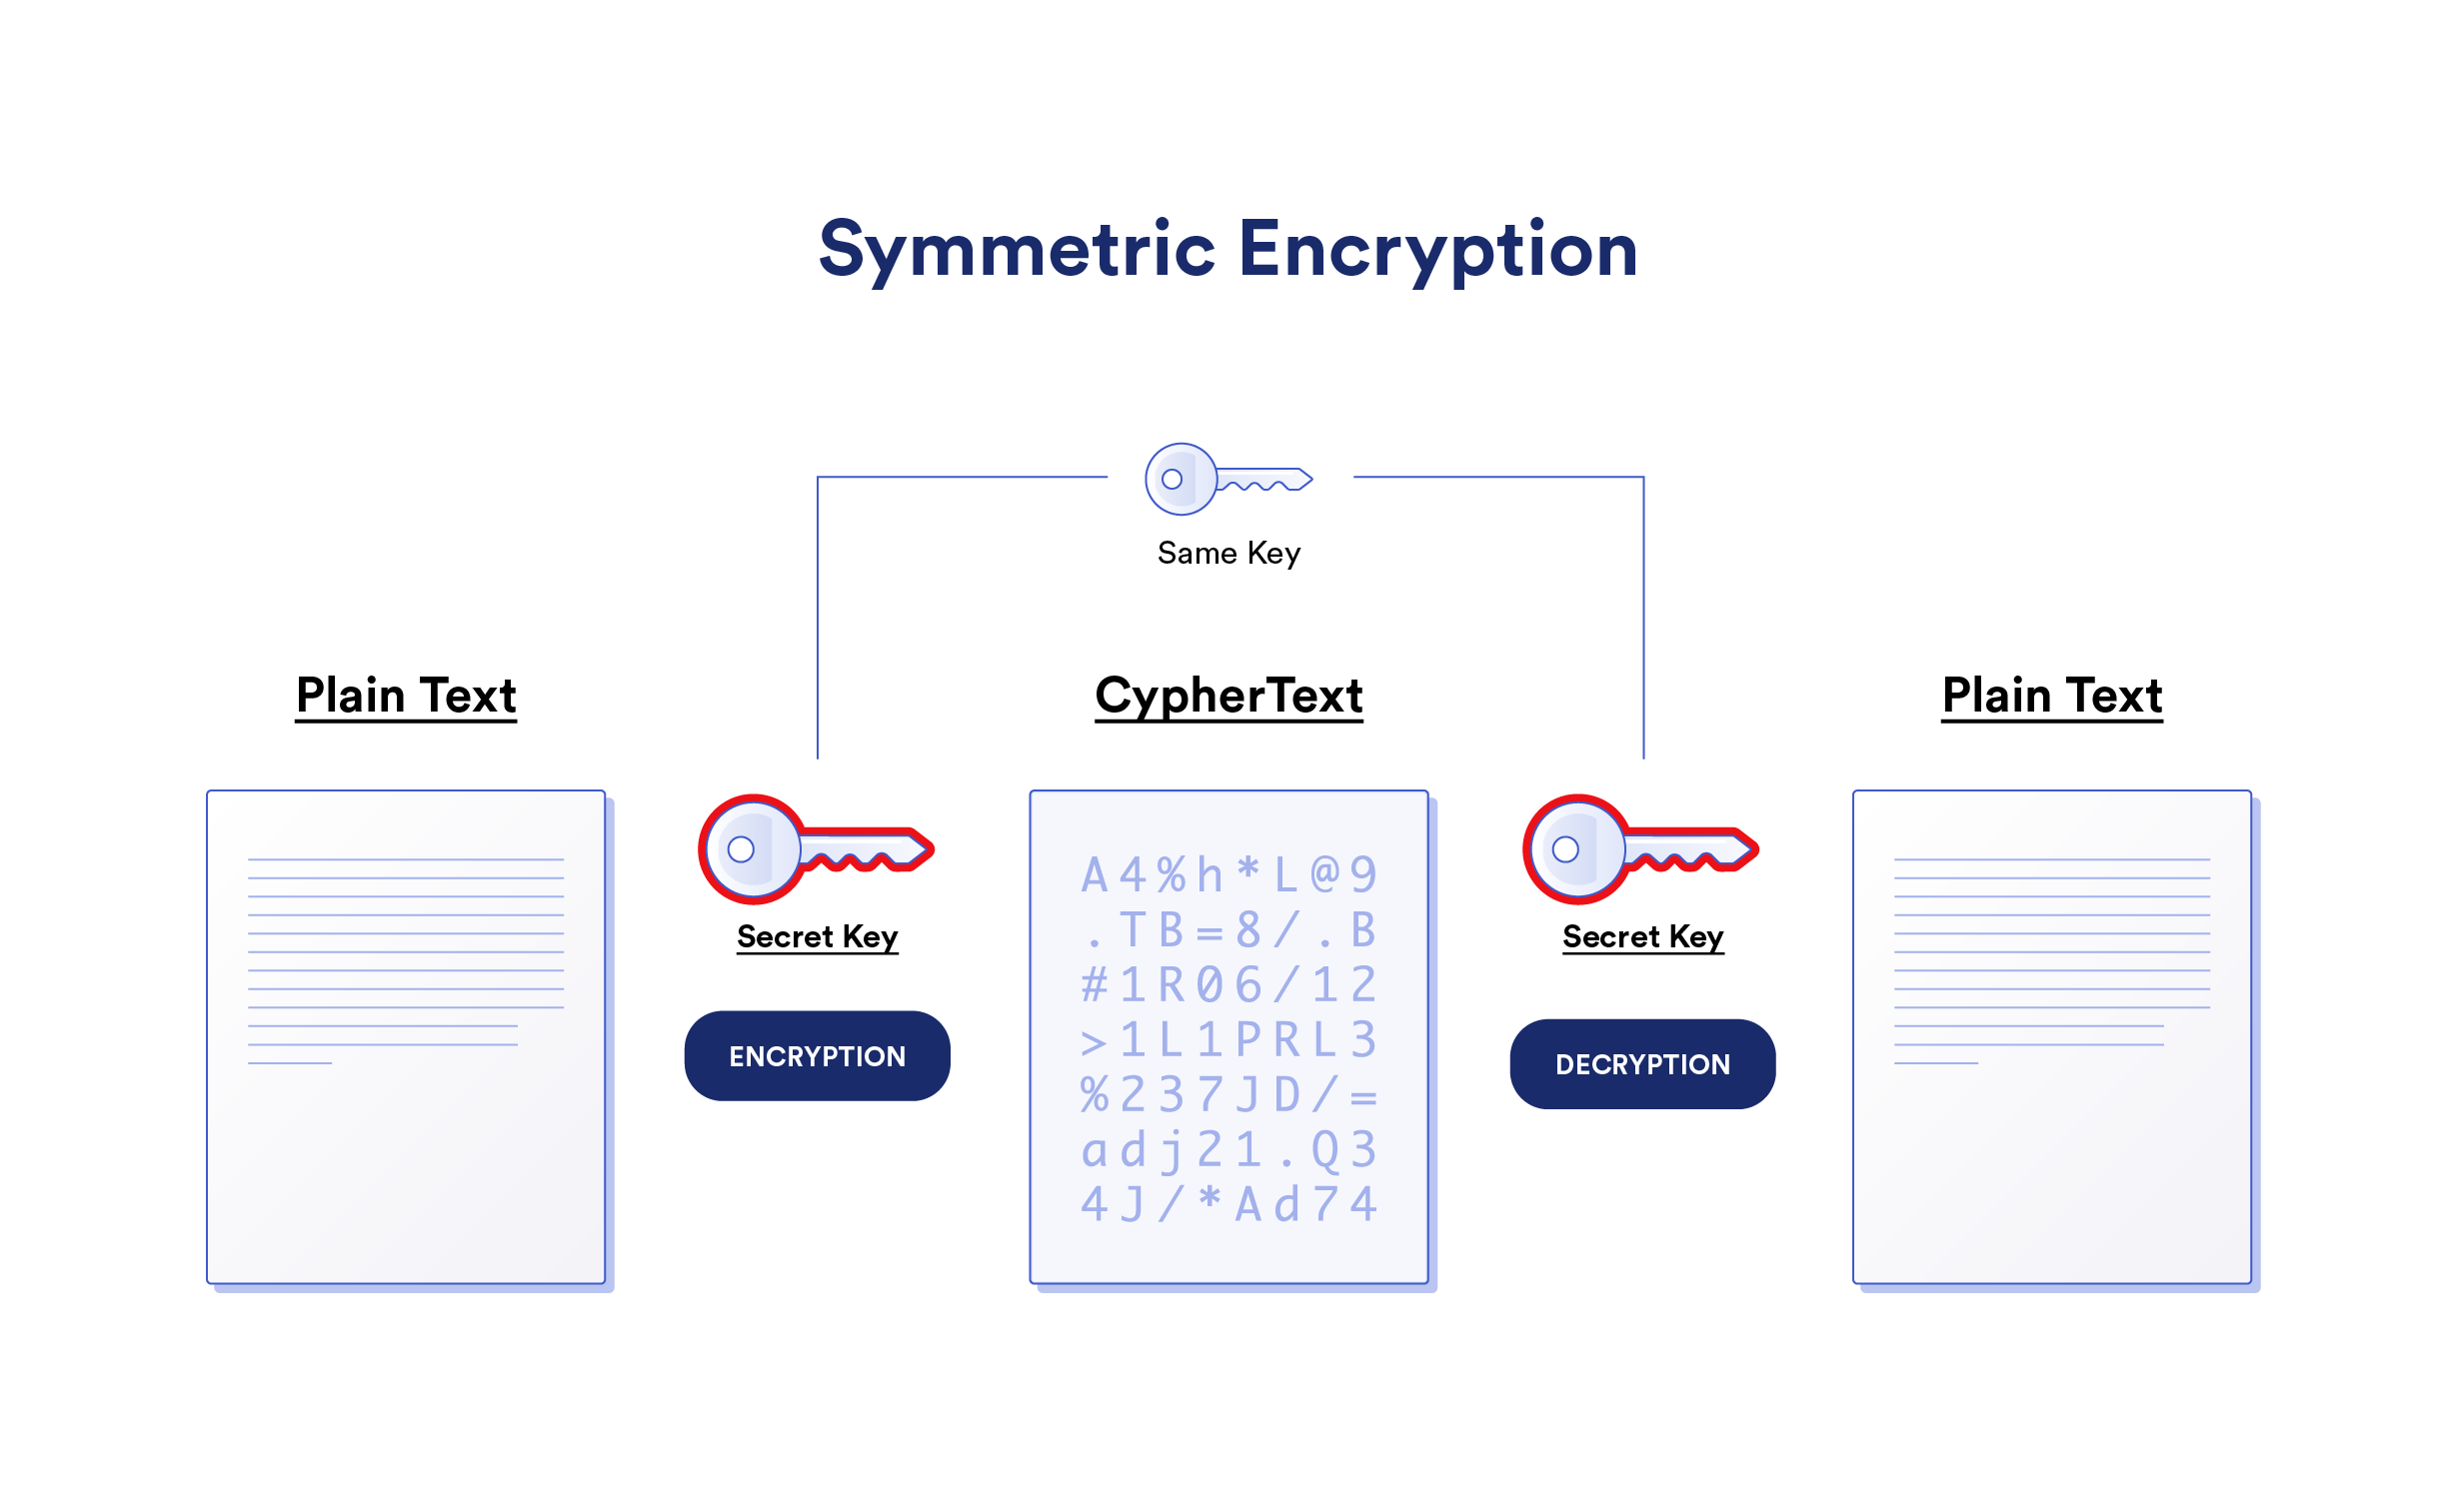 Symmetric Encryption
Same Key
Plain Text
CypherText
Plain Text
Secret Key
ENCRYPTION
A4%h*L@9
.TB=8/.B
#1R06/12
>1L1PRL3
%237JD/=
adj21.Q3
4J/*Ad74
Secret Key
DECRYPTION